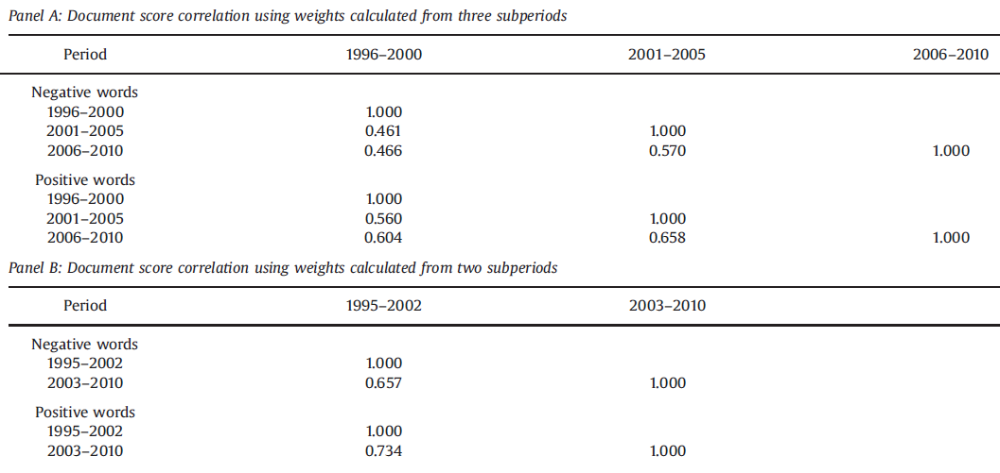 Panel A: Document score correlation using weights calculated from three subperiods
Period 1996–2000 2001–2005 2006–2010
Negative words
1996–2000 1.000
2001–2005 0.461 1.000
2006–2010 0.466 0.570 1.000
Positive words
1996–2000 1.000
2001–2005 0.560 1.000
2006–2010 0.604 0.658 1.000
Panel B: Document score correlation using weights calculated from two subperiods
Period 1995–2002 2003–2010
Negative words
1995–2002 1.000
2003–2010 0.657 1.000
Positive words
1995–2002 1.000
2003–2010 0.734 1.000